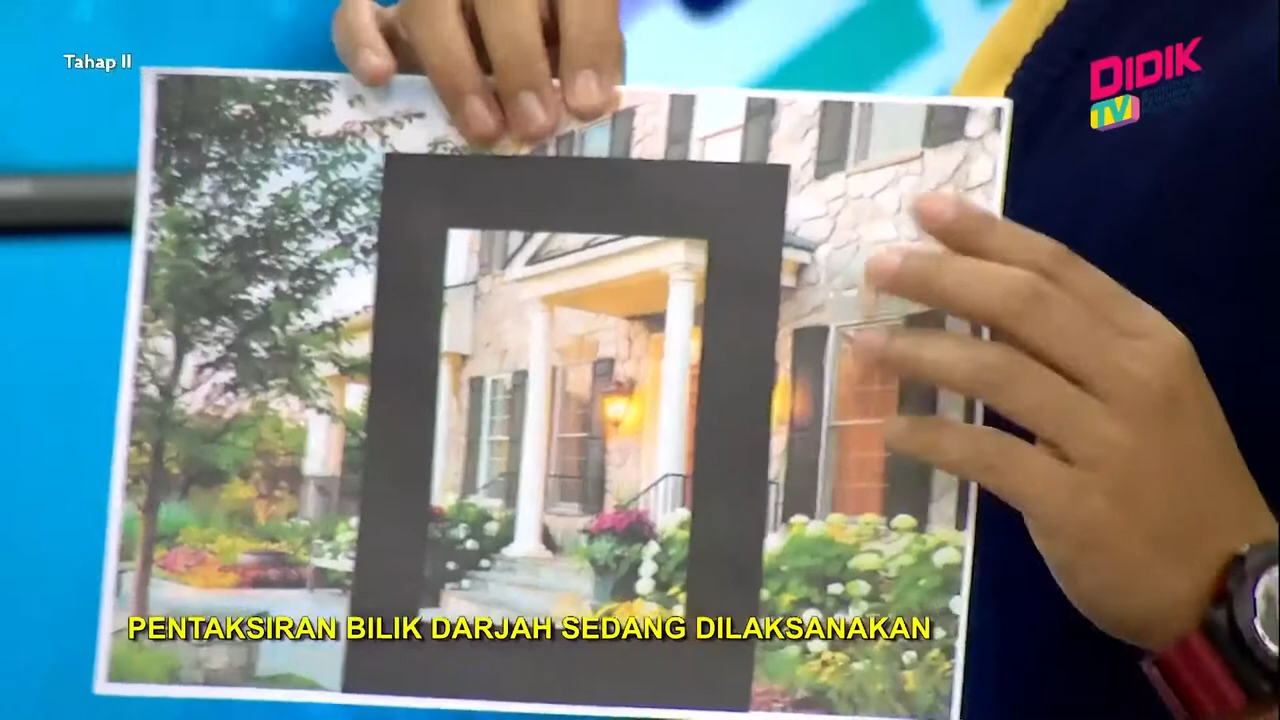 Tahap II
DIDIK
TV
PENTAKSIRAN BILIK DARJAH SEDANG DILAKSANAKAN